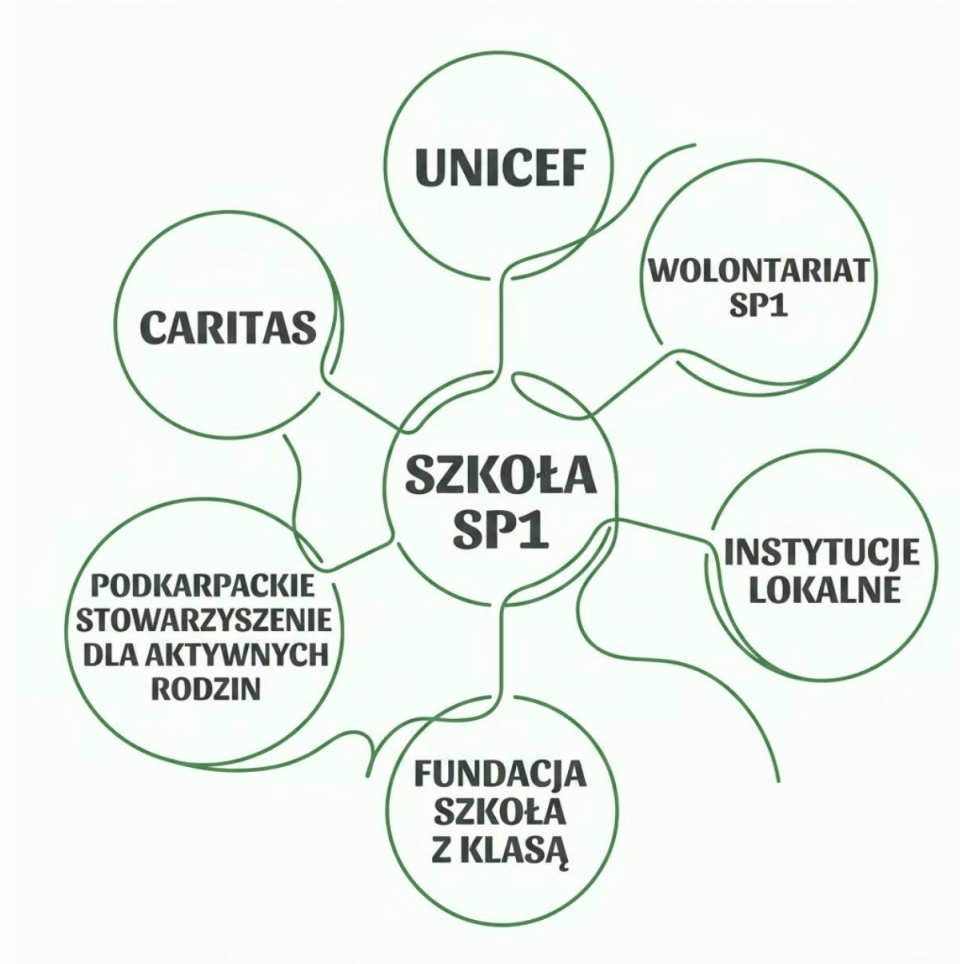 UNICEF
WOLONTARIAT
SP1
CARITAS
SZKOŁA
SP1
INSTYTUCJE
LOKALNE
PODKARPACKIE
STOWARZYSZENIE
DLA AKTYWNYCH
RODZIN
FUNDACJA
SZKOŁA
Z KLASĄ